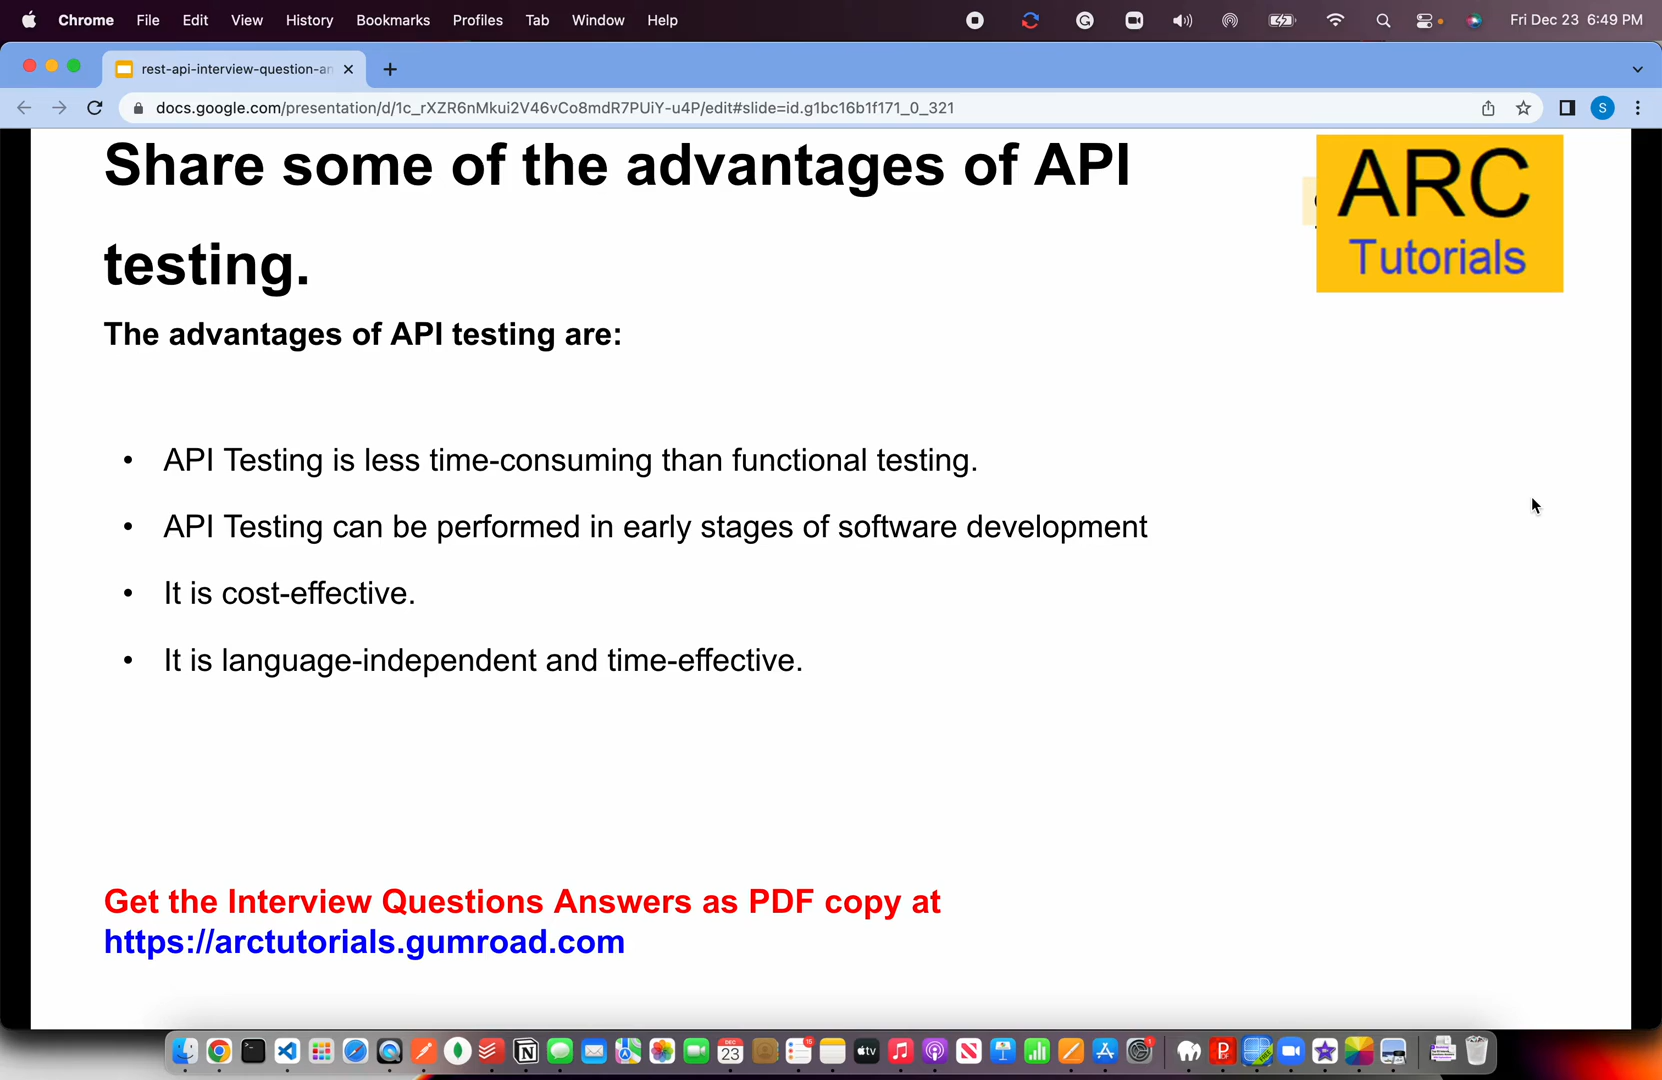 Chrome File Edit View History Bookmarks Profiles Tab Window Help Fri Dec 23 6:49 PM
rest-api-interview-question-an
docs.google.com/presentation/d/1c_rXZR6nMkui2V46vCo8mdR7PUiY-u4P/edit#slide=id.g1bc16b1f171_0_321
S
Share some of the advantages of API
testing.
ARC
Tutorials
The advantages of API testing are:
• API Testing is less time-consuming than functional testing.
• API Testing can be performed in early stages of software development
• It is cost-effective.
• It is language-independent and time-effective.
Get the Interview Questions Answers as PDF copy at
https://arctutorials.gumroad.com
DEC
23
tv